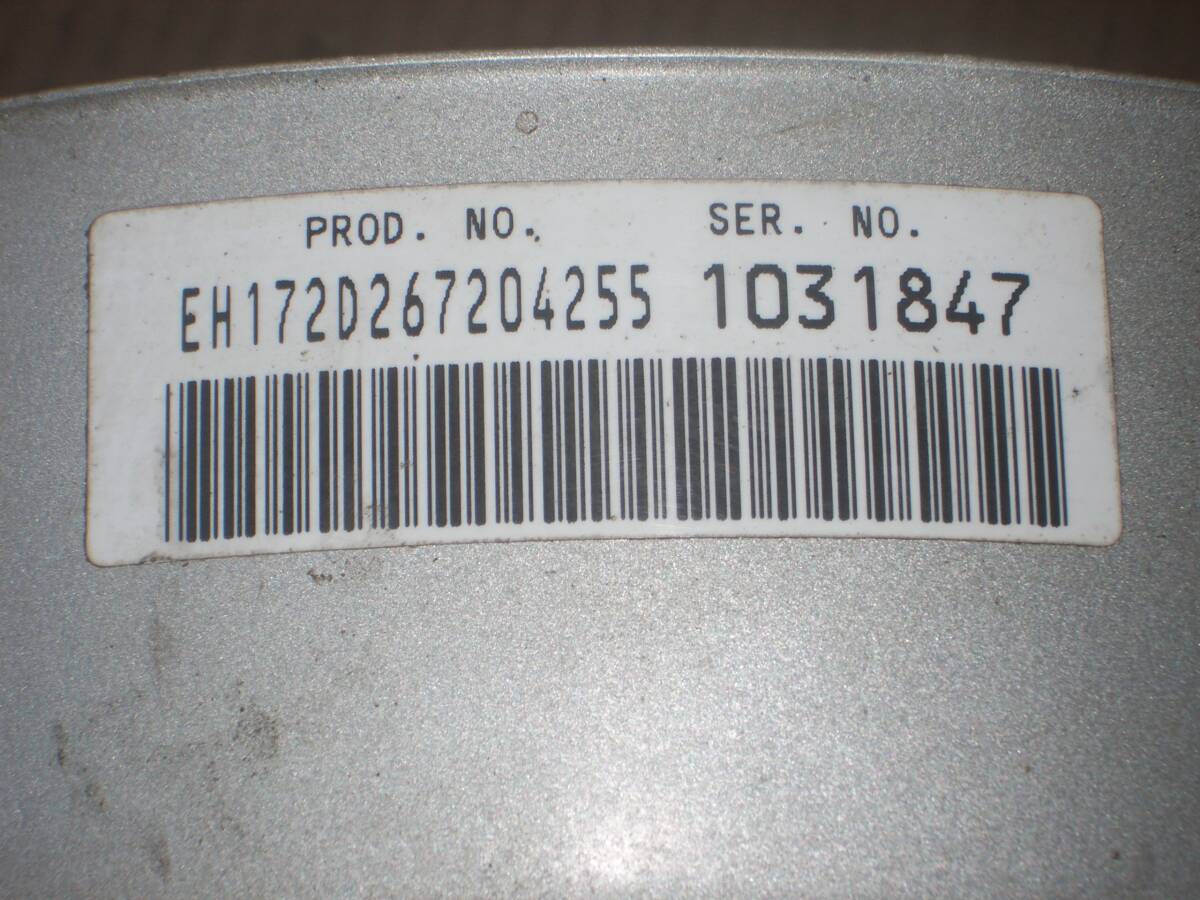 PROD. NO. SER. NO.
EH172D267204255 1031847